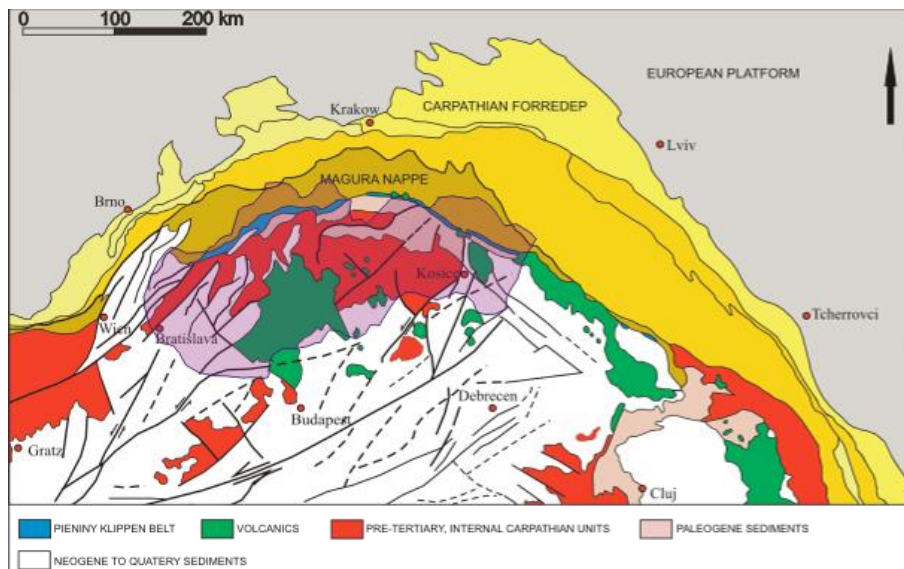 0 100 200 km
EUROPEAN PLATFORM
CARPATHIAN FORREDEP
Krakow
Lviv
MAGURA NAPPE
Brno
Kosice
Wien
Bratislava
Tcherrovci
Budapest
Debrecen
Gratz
Cluj
PIENINY KLIPPEN BELT
VOLCANICS
PRE-TERTIARY, INTERNAL CARPATHIAN UNITS
PALEOGENE SEDIMENTS
NEOGENE TO QUATERY SEDIMENTS